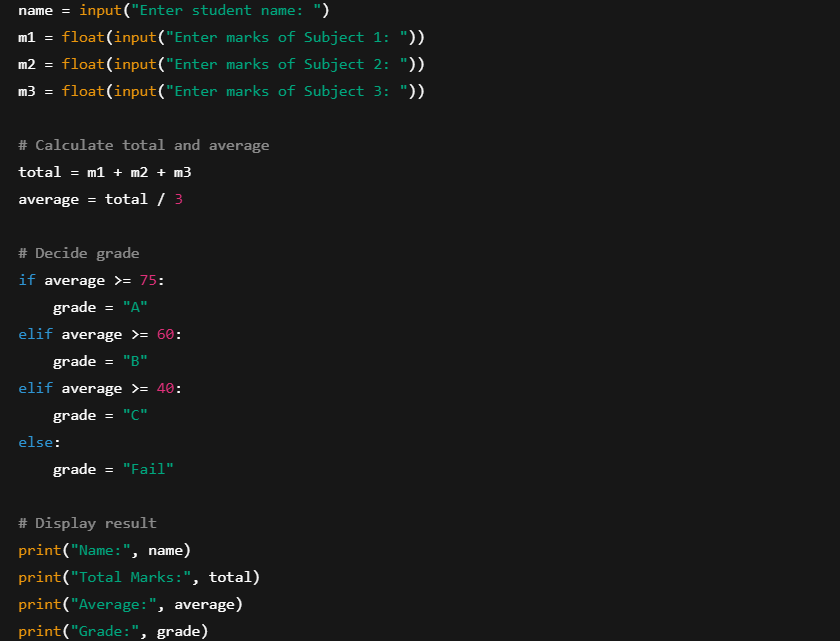 name = input("Enter student name: ")
m1 = float(input("Enter marks of Subject 1: "))
m2 = float(input("Enter marks of Subject 2: "))
m3 = float(input("Enter marks of Subject 3: "))

# Calculate total and average
total = m1 + m2 + m3
average = total / 3

# Decide grade
if average >= 75:
    grade = "A"
elif average >= 60:
    grade = "B"
elif average >= 40:
    grade = "C"
else:
    grade = "Fail"

# Display result
print("Name:", name)
print("Total Marks:", total)
print("Average:", average)
print("Grade:", grade)